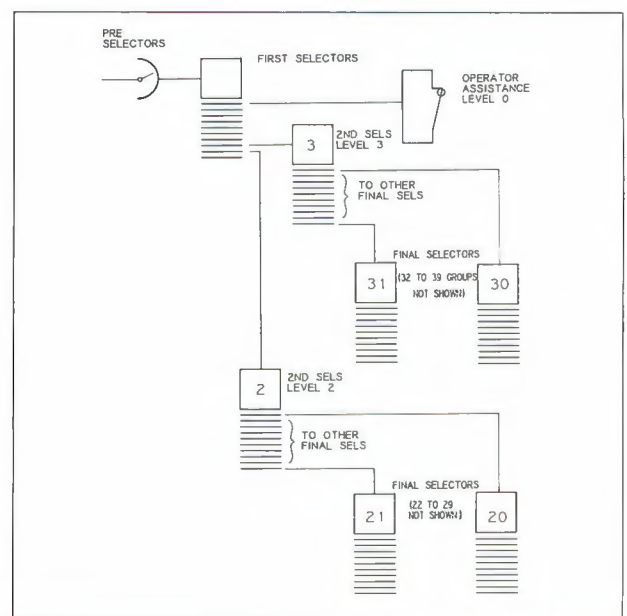 PRE
SELECTORS
FIRST SELECTORS
OPERATOR
ASSISTANCE
LEVEL 0
3
2ND SELS
LEVEL 3
TO OTHER
FINAL SELS
FINAL SELECTORS
31
(32 TO 39 GROUPS
NOT SHOWN)
30
2
2ND SELS
LEVEL 2
TO OTHER
FINAL SELS
FINAL SELECTORS
21
(22 TO 29
NOT SHOWN)
20